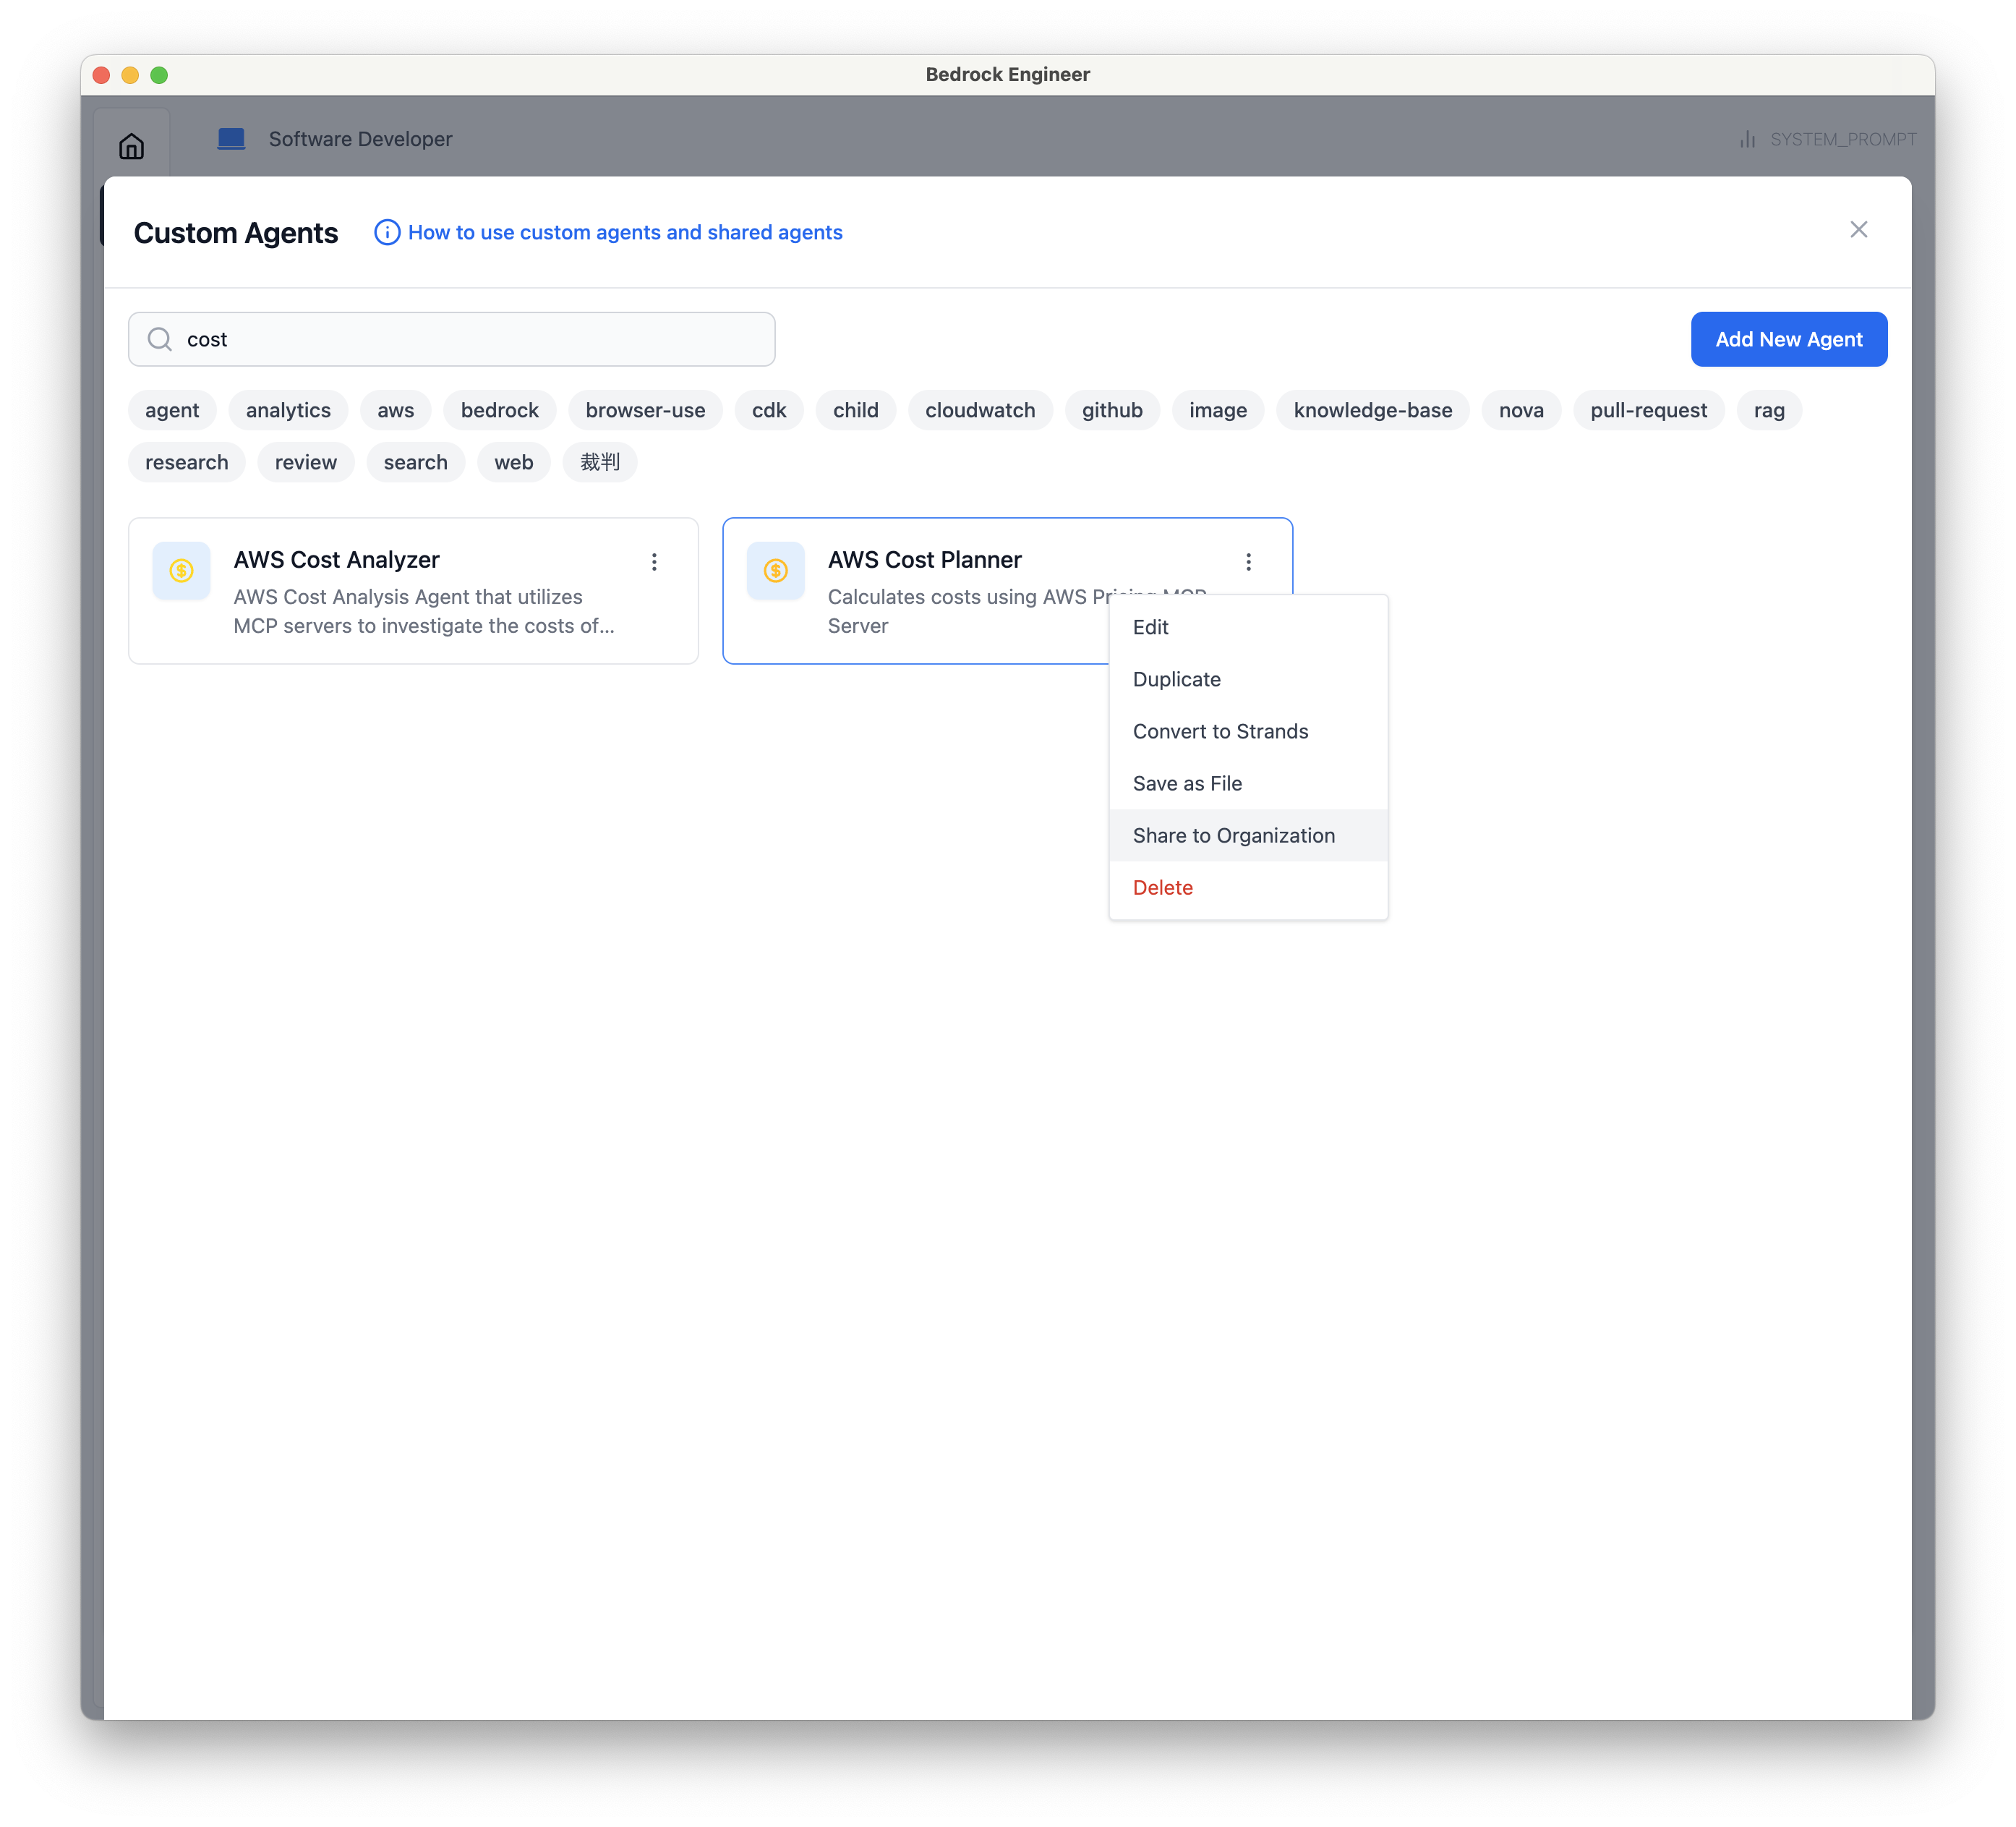 Bedrock Engineer
Software Developer
SYSTEM_PROMPT
Custom Agents
How to use custom agents and shared agents
cost
Add New Agent
agent analytics aws bedrock browser-use cdk child cloudwatch github image knowledge-base nova pull-request rag
research review search web 裁判
AWS Cost Analyzer
AWS Cost Analysis Agent that utilizes
MCP servers to investigate the costs of...
AWS Cost Planner
Calculates costs using AWS Pricing MCP
Server
Edit
Duplicate
Convert to Strands
Save as File
Share to Organization
Delete